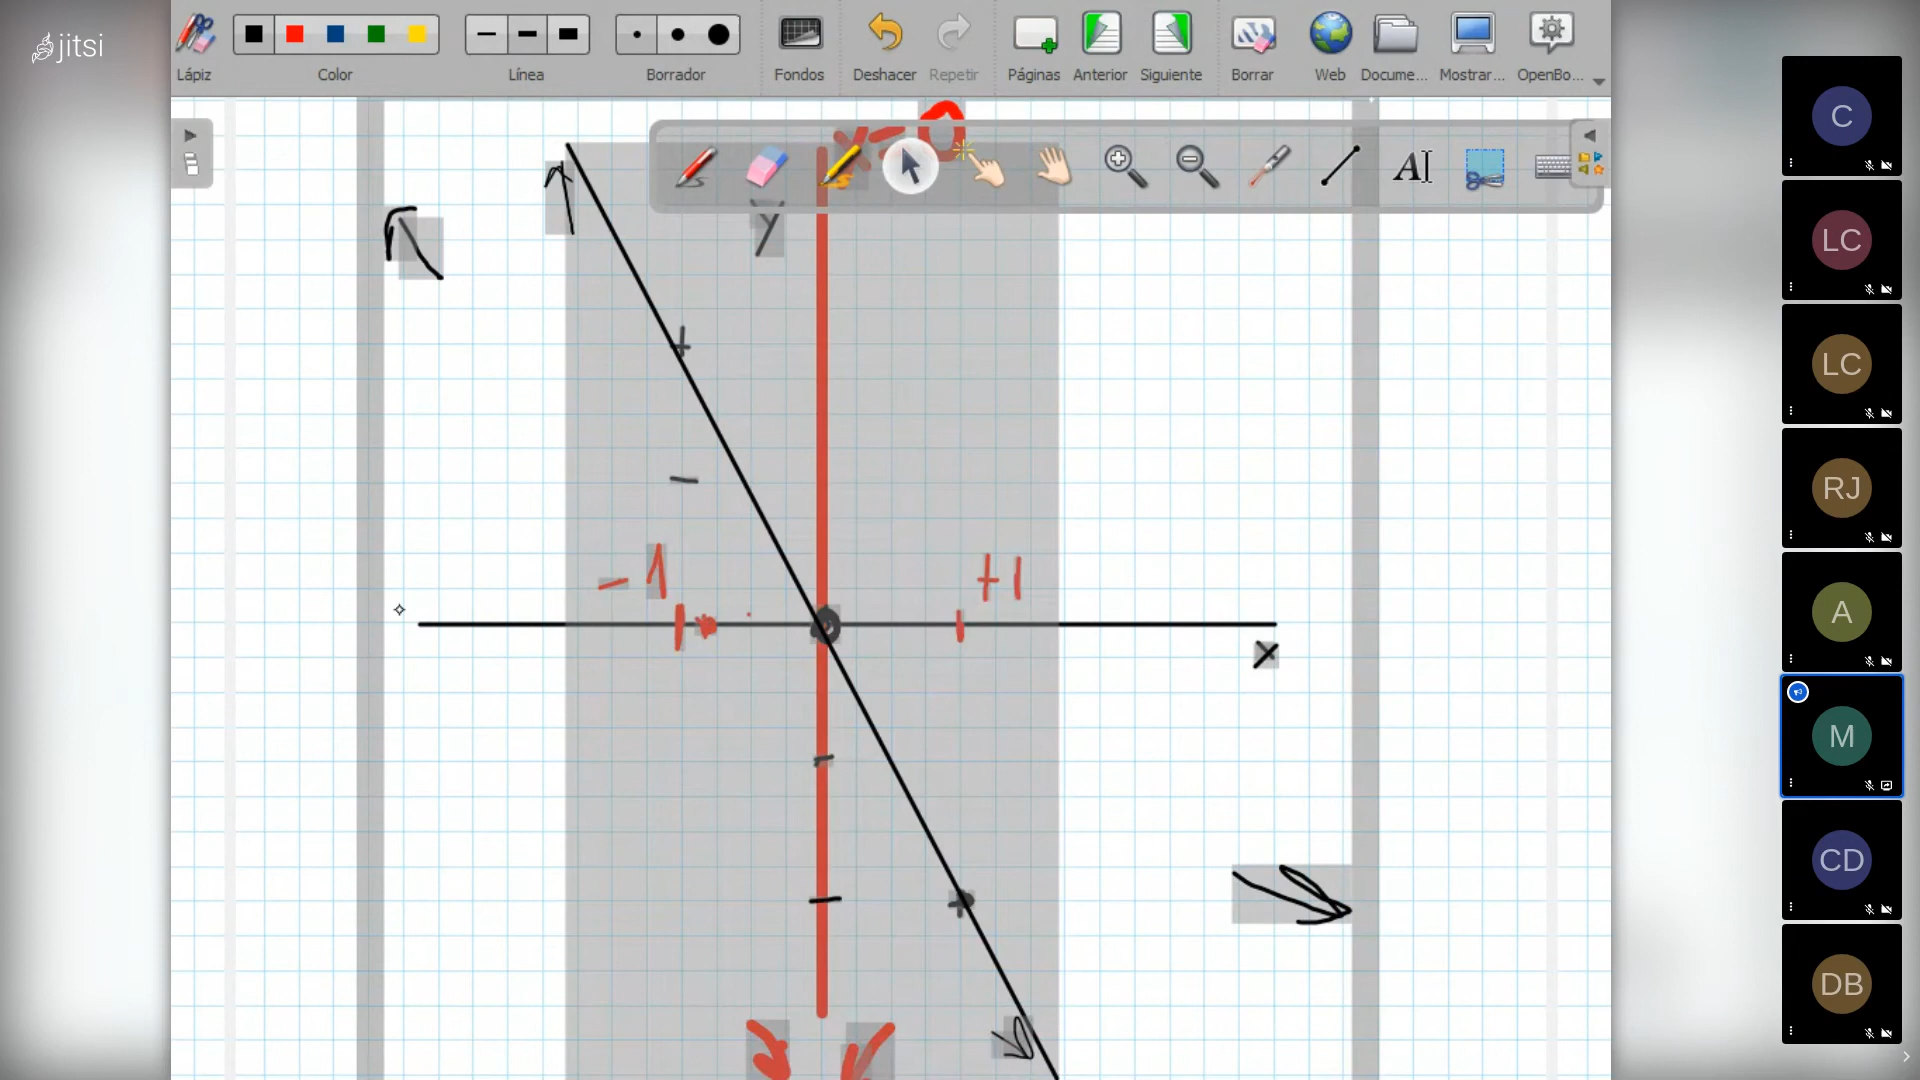 jitsi
Lápiz
Color
Línea
Borrador
Fondos
Deshacer
Repetir
Páginas
Anterior
Siguiente
Borrar
Web
Docume...
Mostrar...
OpenBo...
x = 0
A
y
- 1
+1
x
C
LC
LC
RJ
A
M
CD
DB